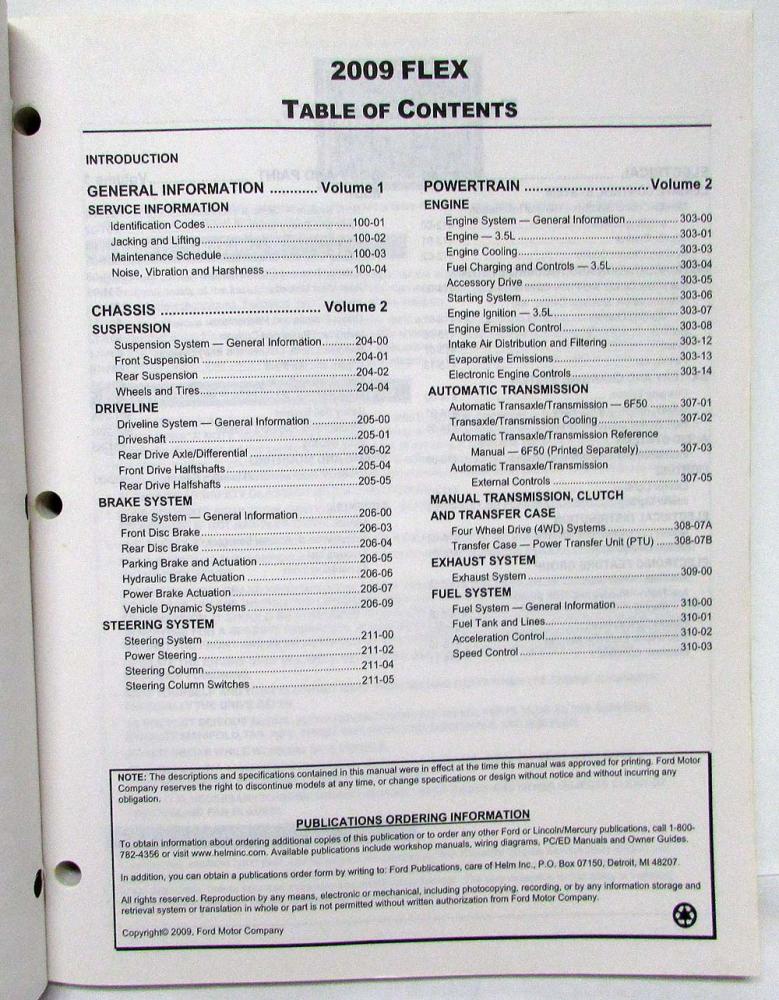 2009 FLEX
TABLE OF CONTENTS
INTRODUCTION
GENERAL INFORMATION ............ Volume 1
SERVICE INFORMATION
Identification Codes ........................................ 100-01
Jacking and Lifting ........................................ 100-02
Maintenance Schedule ........................................ 100-03
Noise, Vibration and Harshness ........................................ 100-04
CHASSIS ........................................ Volume 2
SUSPENSION
Suspension System — General Information ............ 204-00
Front Suspension ........................................ 204-01
Rear Suspension ........................................ 204-02
Wheels and Tires ........................................ 204-04
DRIVELINE
Driveline System — General Information ............ 205-00
Driveshaft ........................................ 205-01
Rear Drive Axle/Differential ........................................ 205-02
Front Drive Halfshafts ........................................ 205-04
Rear Drive Halfshafts ........................................ 205-05
BRAKE SYSTEM
Brake System — General Information ............ 206-00
Front Disc Brake ........................................ 206-03
Rear Disc Brake ........................................ 206-04
Parking Brake and Actuation ........................................ 206-05
Hydraulic Brake Actuation ........................................ 206-06
Power Brake Actuation ........................................ 206-07
Vehicle Dynamic Systems ........................................ 206-09
STEERING SYSTEM
Steering System ........................................ 211-00
Power Steering ........................................ 211-02
Steering Column ........................................ 211-04
Steering Column Switches ........................................ 211-05
POWERTRAIN ............................ Volume 2
ENGINE
Engine System — General Information ............ 303-00
Engine — 3.5L ........................................ 303-01
Engine Cooling ........................................ 303-03
Fuel Charging and Controls — 3.5L ............ 303-04
Accessory Drive ........................................ 303-05
Starting System ........................................ 303-06
Engine Ignition — 3.5L ........................................ 303-07
Engine Emission Control ........................................ 303-08
Intake Air Distribution and Filtering ............ 303-12
Evaporative Emissions ........................................ 303-13
Electronic Engine Controls ........................................ 303-14
AUTOMATIC TRANSMISSION
Automatic Transaxle/Transmission — 6F50 .......... 307-01
Transaxle/Transmission Cooling ............ 307-02
Automatic Transaxle/Transmission Reference
Manual — 6F50 (Printed Separately) ............ 307-03
Automatic Transaxle/Transmission
External Controls ........................................ 307-05
MANUAL TRANSMISSION, CLUTCH
AND TRANSFER CASE
Four Wheel Drive (4WD) Systems ............ 308-07A
Transfer Case — Power Transfer Unit (PTU) ...... 308-07B
EXHAUST SYSTEM
Exhaust System ........................................ 309-00
FUEL SYSTEM
Fuel System — General Information ............ 310-00
Fuel Tank and Lines ........................................ 310-01
Acceleration Control ........................................ 310-02
Speed Control ........................................ 310-03
NOTE: The descriptions and specifications contained in this manual were in effect at the time this manual was approved for printing. Ford Motor
Company reserves the right to discontinue models at any time, or change specifications or design without notice and without incurring any
obligation.
PUBLICATIONS ORDERING INFORMATION
To obtain information about ordering additional copies of this publication or to order any other Ford or Lincoln/Mercury publications, call 1-800-
782-4356 or visit www.helminc.com. Available publications include workshop manuals, wiring diagrams, PC/ED Manuals and Owner Guides.
In addition, you can obtain a publications order form by writing to: Ford Publications, care of Helm Inc., P.O. Box 07150, Detroit, MI 48207.
All rights reserved. Reproduction by any means, electronic or mechanical, including photocopying, recording, or by any information storage and
retrieval system or translation in whole or part is not permitted without written authorization from Ford Motor Company.
Copyright© 2009, Ford Motor Company